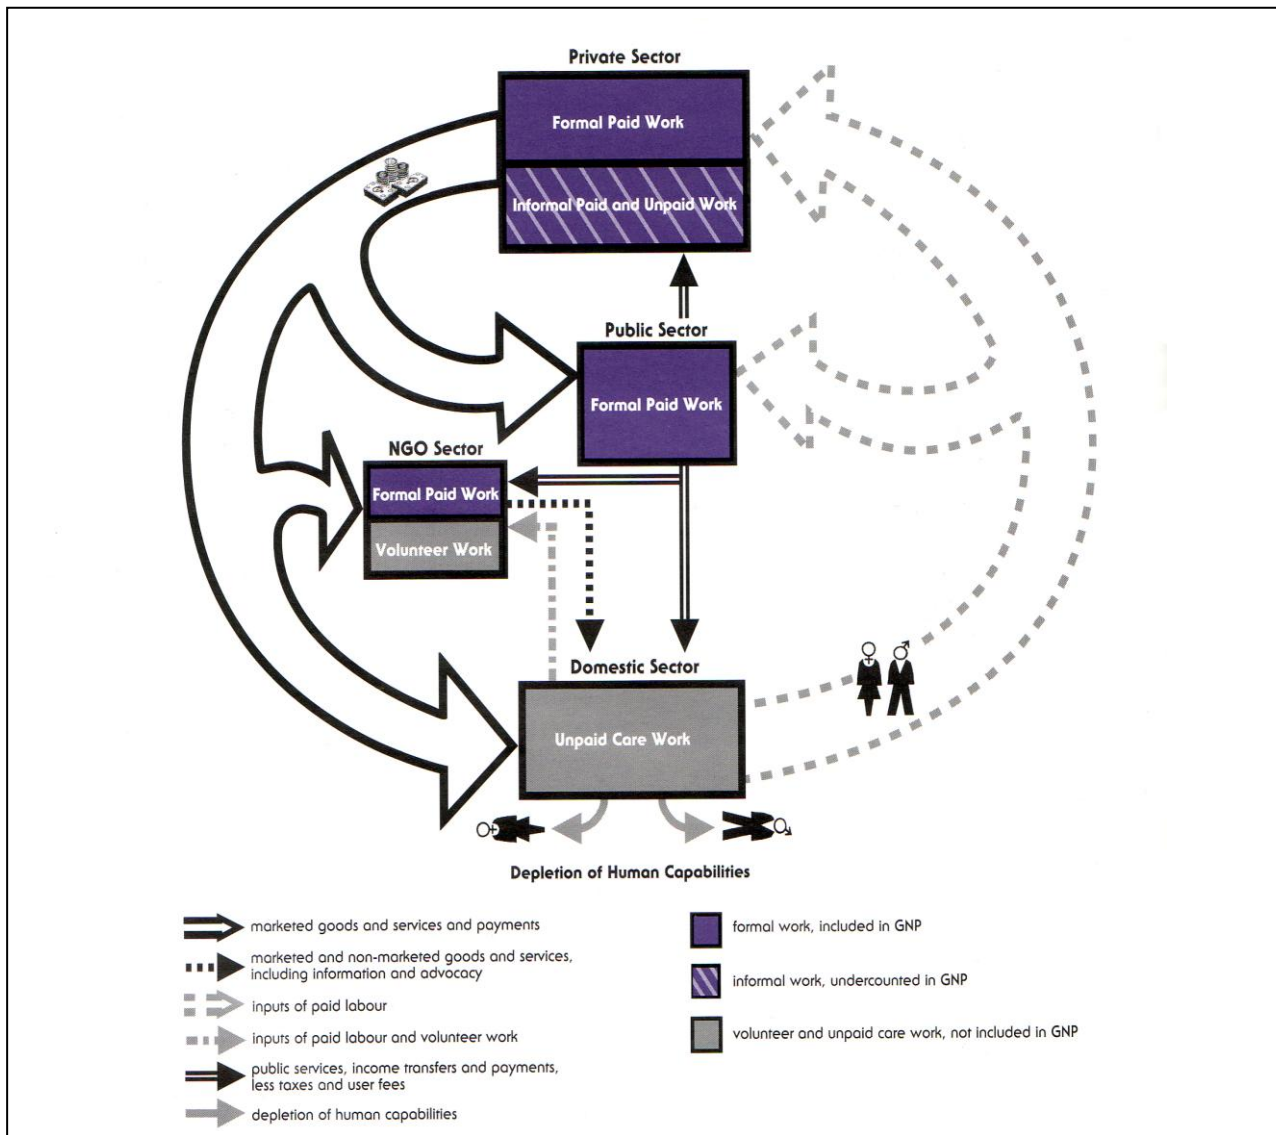 Private Sector
Formal Paid Work
Informal Paid and Unpaid Work
Public Sector
Formal Paid Work
NGO Sector
Formal Paid Work
Volunteer Work
Domestic Sector
Unpaid Care Work
Depletion of Human Capabilities
marketed goods and services and payments
marketed and non-marketed goods and services,
including information and advocacy
inputs of paid labour
inputs of paid labour and volunteer work
public services, income transfers and payments,
less taxes and user fees
depletion of human capabilities
formal work, included in GNP
informal work, undercounted in GNP
volunteer and unpaid care work, not included in GNP